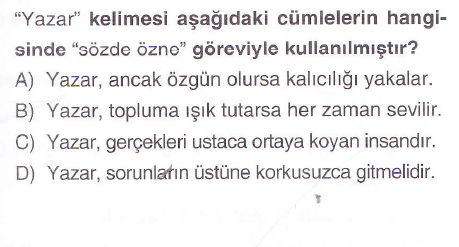 “Yazar” kelimesi aşağıdaki cümlelerin hangi-
sinde “sözde özne” göreviyle kullanılmıştır?
A) Yazar, ancak özgün olursa kalıcılığı yakalar.
B) Yazar, topluma ışık tutarsa her zaman sevilir.
C) Yazar, gerçekleri ustaca ortaya koyan insandır.
D) Yazar, sorunların üstüne korkusuzca gitmelidir.